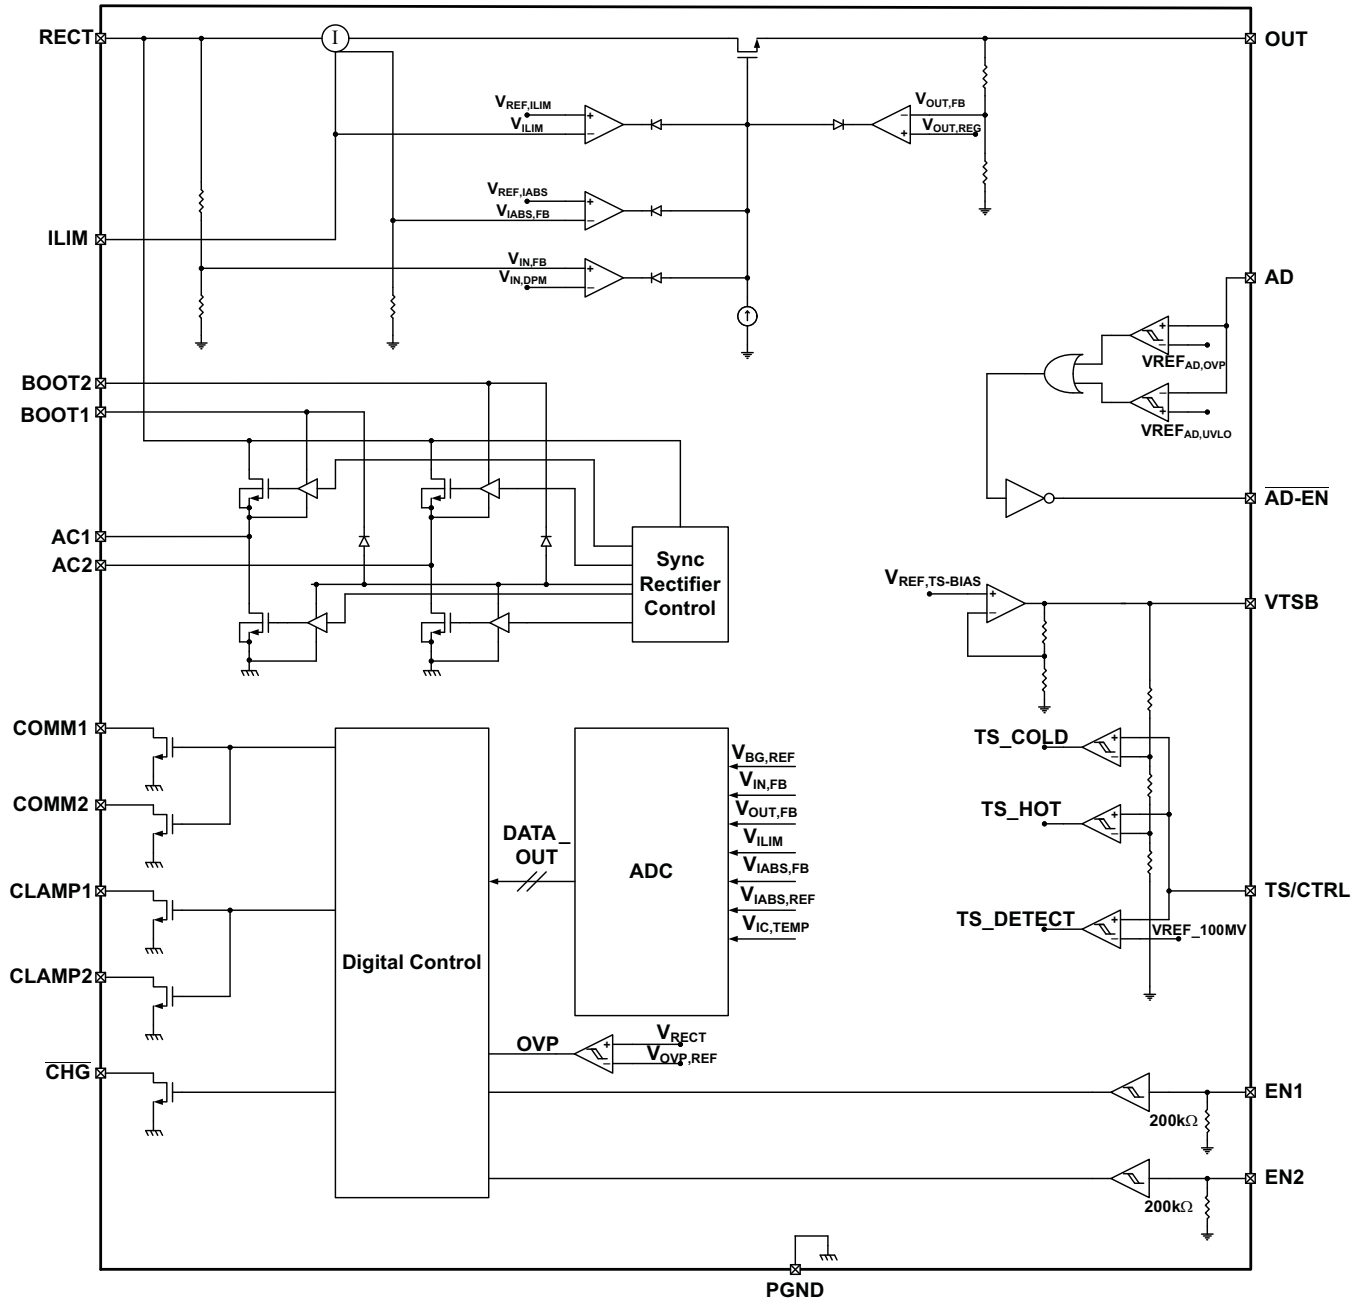 RECT
I
OUT
VREF,ILIM
VILIM
VOUT,FB
VOUT,REG
VREF,IABS
VIABS,FB
ILIM
VIN,FB
VIN,DPM
AD
VREFAD,OVP
VREFAD,UVLO
BOOT2
BOOT1
AD-EN
AC1
AC2
Sync
Rectifier
Control
VREF,TS-BIAS
VTSB
COMM1
COMM2
TS_COLD
TS_HOT
TS/CTRL
TS_DETECT
VREF_100MV
VBG,REF
VIN,FB
VOUT,FB
VILIM
VIABS,FB
VIABS,REF
VIC,TEMP
DATA_
OUT
ADC
CLAMP1
CLAMP2
Digital Control
OVP
VRECT
VOVP,REF
CHG
EN1
200kΩ
EN2
200kΩ
PGND